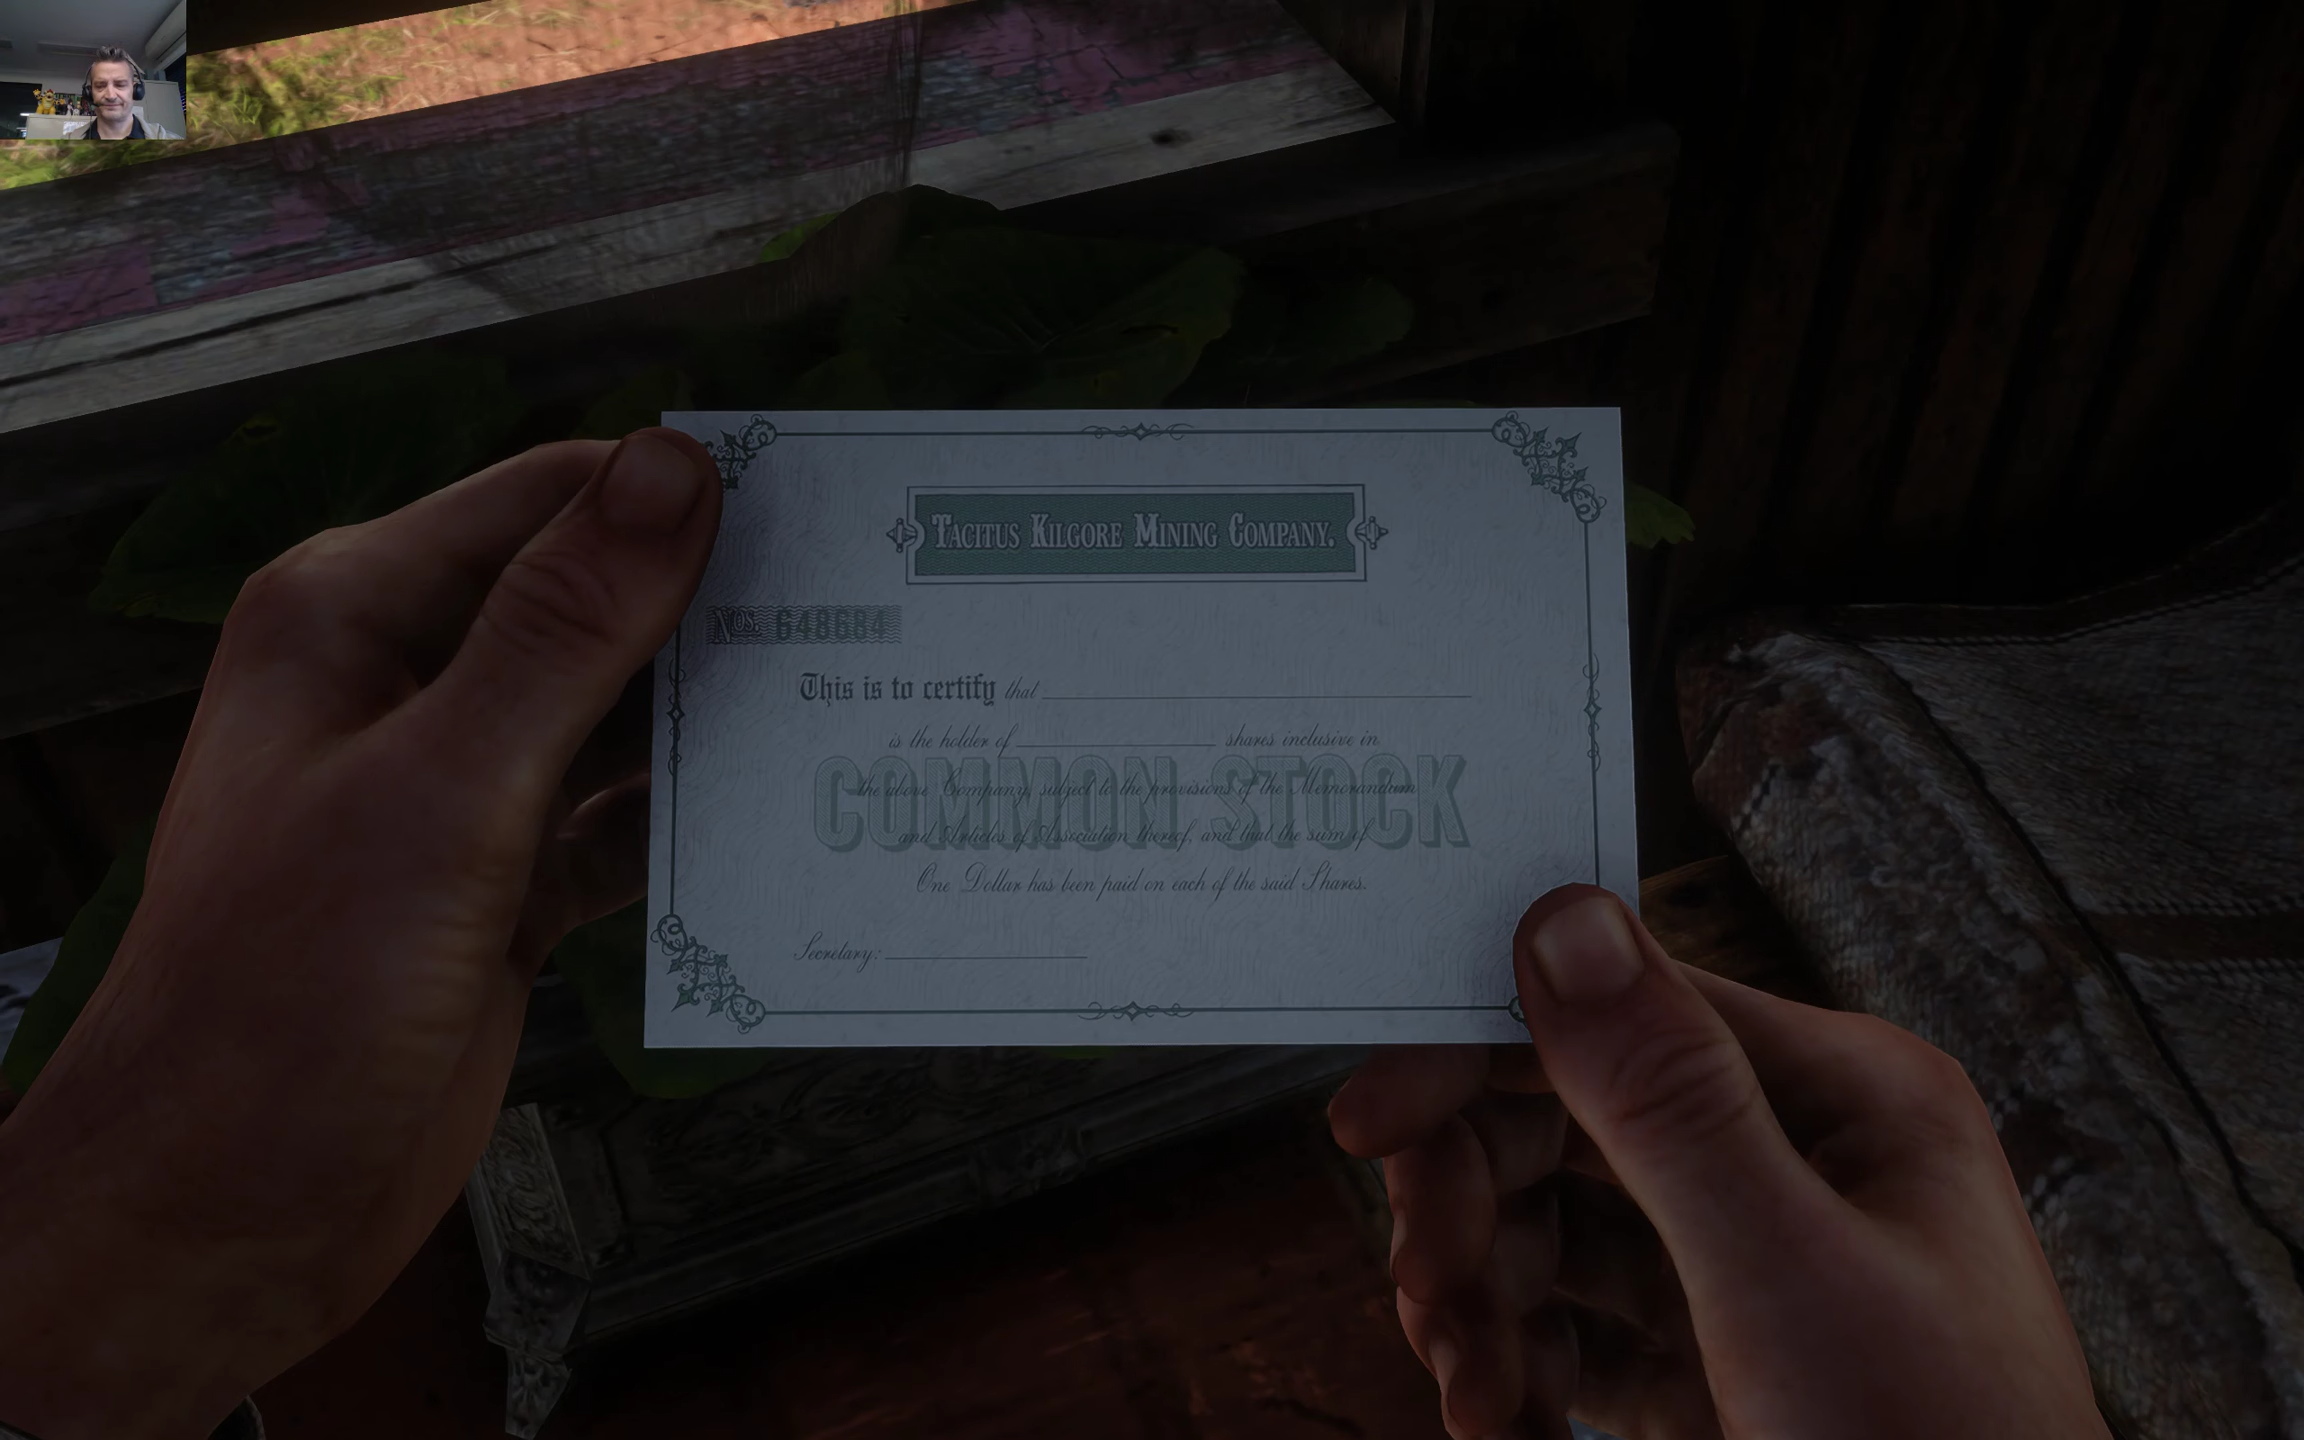 TACITUS KILGORE MINING COMPANY.
Nos. 648684
This is to certify that
is the holder of shares inclusive in
COMMON STOCK
the above Company, subject to the provisions of the Memorandum
and Articles of Association thereof, and that the sum of
One Dollar has been paid on each of the said Shares.
Secretary: